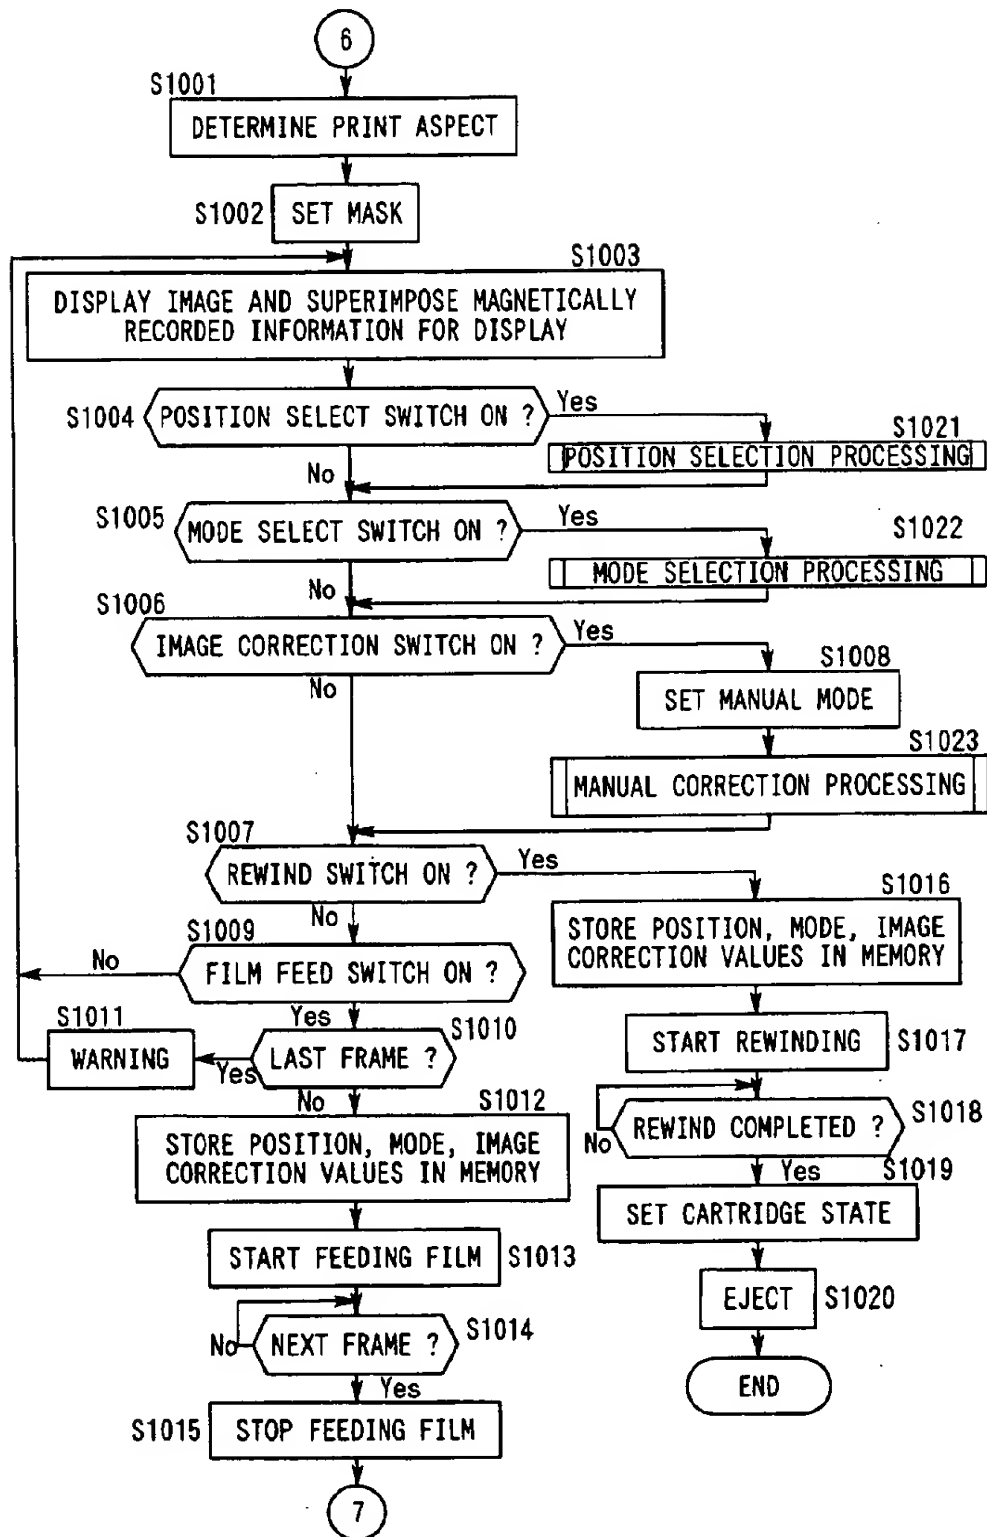 6
S1001
DETERMINE PRINT ASPECT
S1002
SET MASK
S1003
DISPLAY IMAGE AND SUPERIMPOSE MAGNETICALLY
RECORDED INFORMATION FOR DISPLAY
S1004
POSITION SELECT SWITCH ON ?
Yes
S1021
POSITION SELECTION PROCESSING
No
S1005
MODE SELECT SWITCH ON ?
Yes
S1022
MODE SELECTION PROCESSING
No
S1006
IMAGE CORRECTION SWITCH ON ?
Yes
S1008
SET MANUAL MODE
No
S1023
MANUAL CORRECTION PROCESSING
S1007
REWIND SWITCH ON ?
Yes
S1016
STORE POSITION, MODE, IMAGE
CORRECTION VALUES IN MEMORY
No
S1009
FILM FEED SWITCH ON ?
No
Yes
S1010
LAST FRAME ?
Yes
S1011
WARNING
S1017
START REWINDING
No
S1012
STORE POSITION, MODE, IMAGE
CORRECTION VALUES IN MEMORY
S1018
REWIND COMPLETED ?
No
Yes
S1019
SET CARTRIDGE STATE
START FEEDING FILM
S1013
EJECT
S1020
NEXT FRAME ?
S1014
No
Yes
END
S1015
STOP FEEDING FILM
7